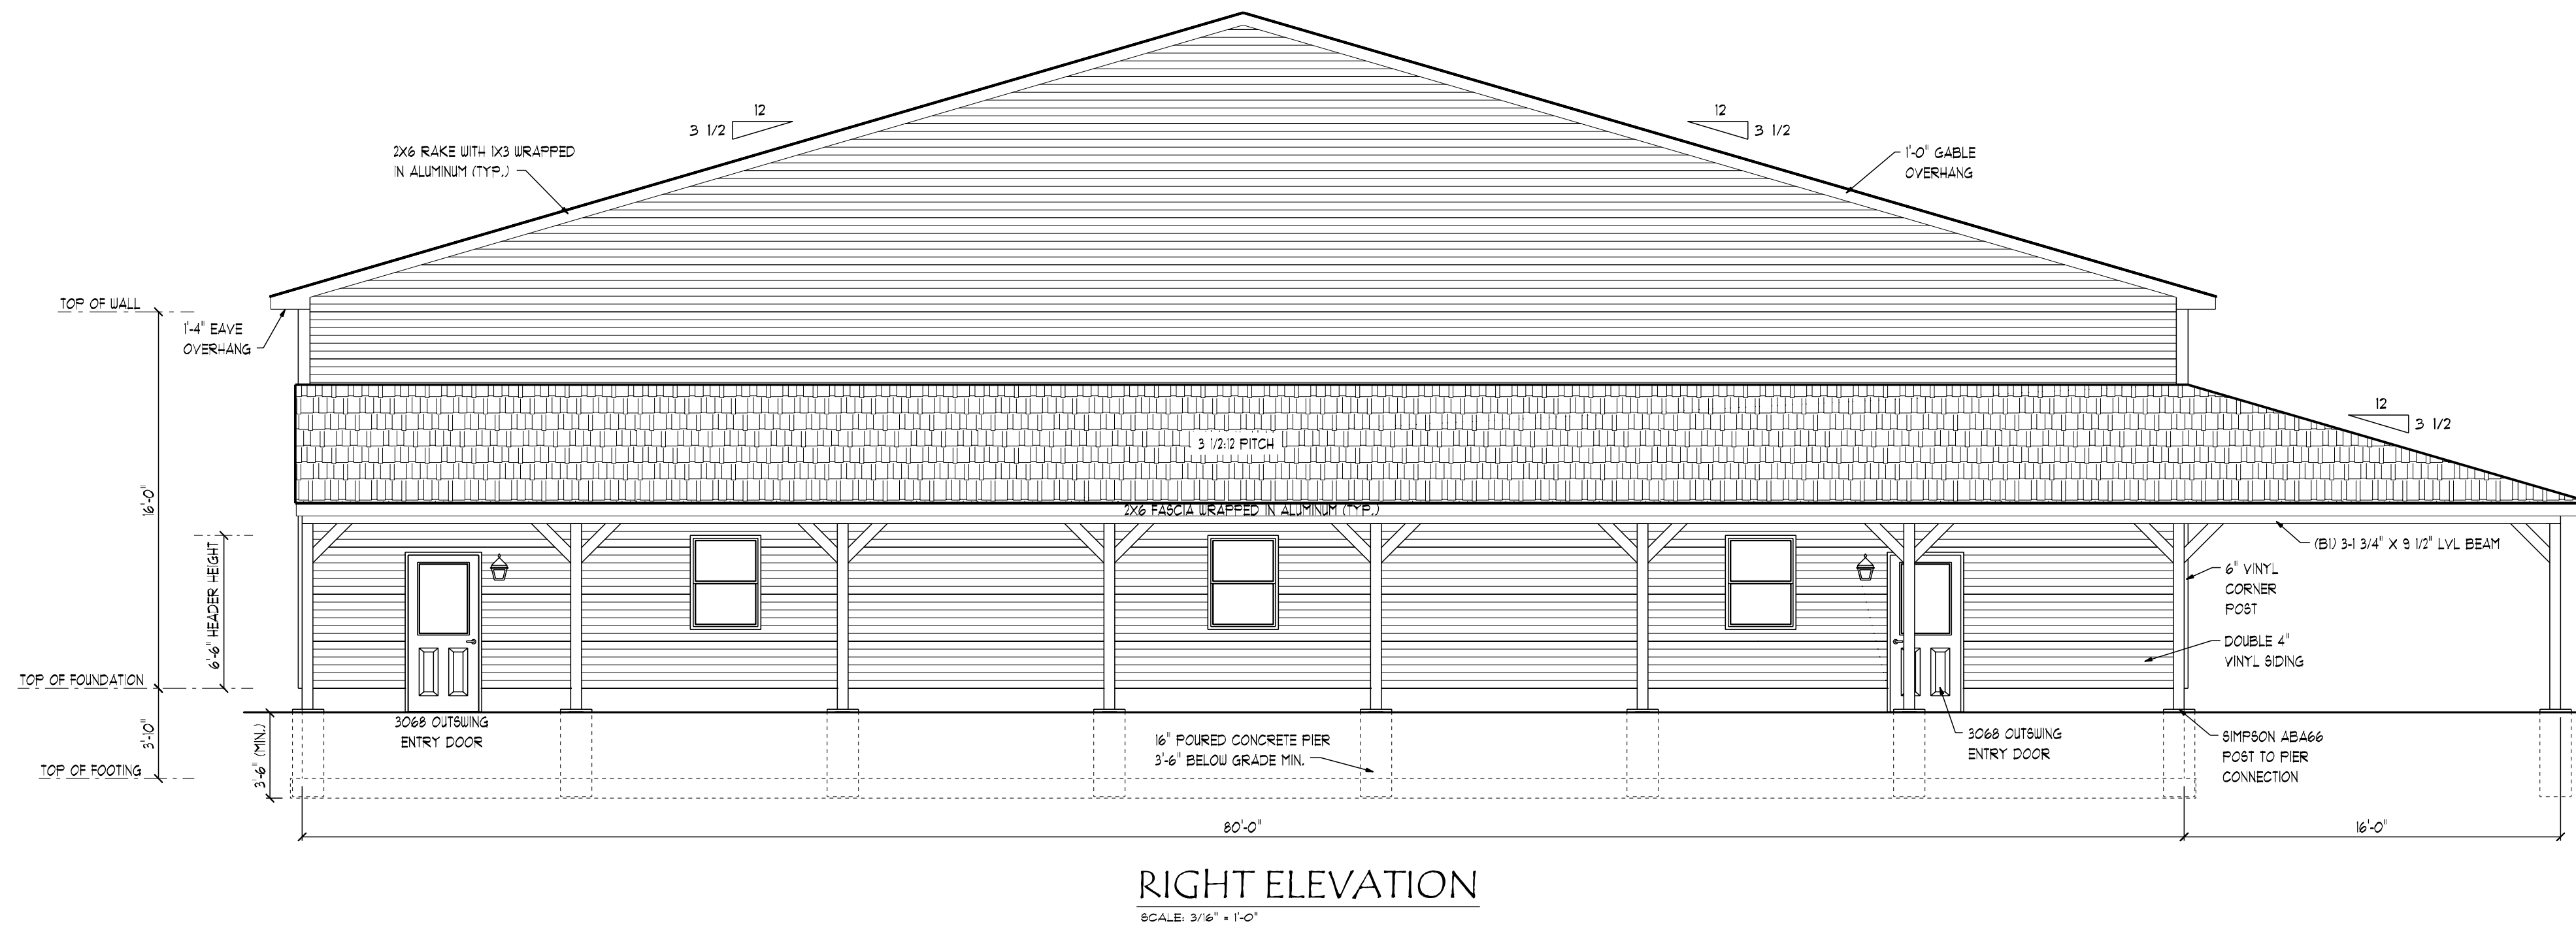 12
3 1/2
12
3 1/2
2X6 RAKE WITH 1X3 WRAPPED
IN ALUMINUM (TYP.)
1'-0" GABLE
OVERHANG
TOP OF WALL
1'-4" EAVE
OVERHANG
12
3 1/2
3 1/2:12 PITCH
16'-0"
2X6 FASCIA WRAPPED IN ALUMINUM (TYP.)
(B1) 3-1 3/4" X 9 1/2" LVL BEAM
6'-6" HEADER HEIGHT
6" VINYL
CORNER
POST
DOUBLE 4"
VINYL SIDING
TOP OF FOUNDATION
3'-10"
3'-6" (MIN.)
3068 OUTSWING
ENTRY DOOR
16" POURED CONCRETE PIER
3'-6" BELOW GRADE MIN.
3068 OUTSWING
ENTRY DOOR
SIMPSON ABA66
POST TO PIER
CONNECTION
TOP OF FOOTING
80'-0"
16'-0"
RIGHT ELEVATION
SCALE: 3/16" = 1'-0"